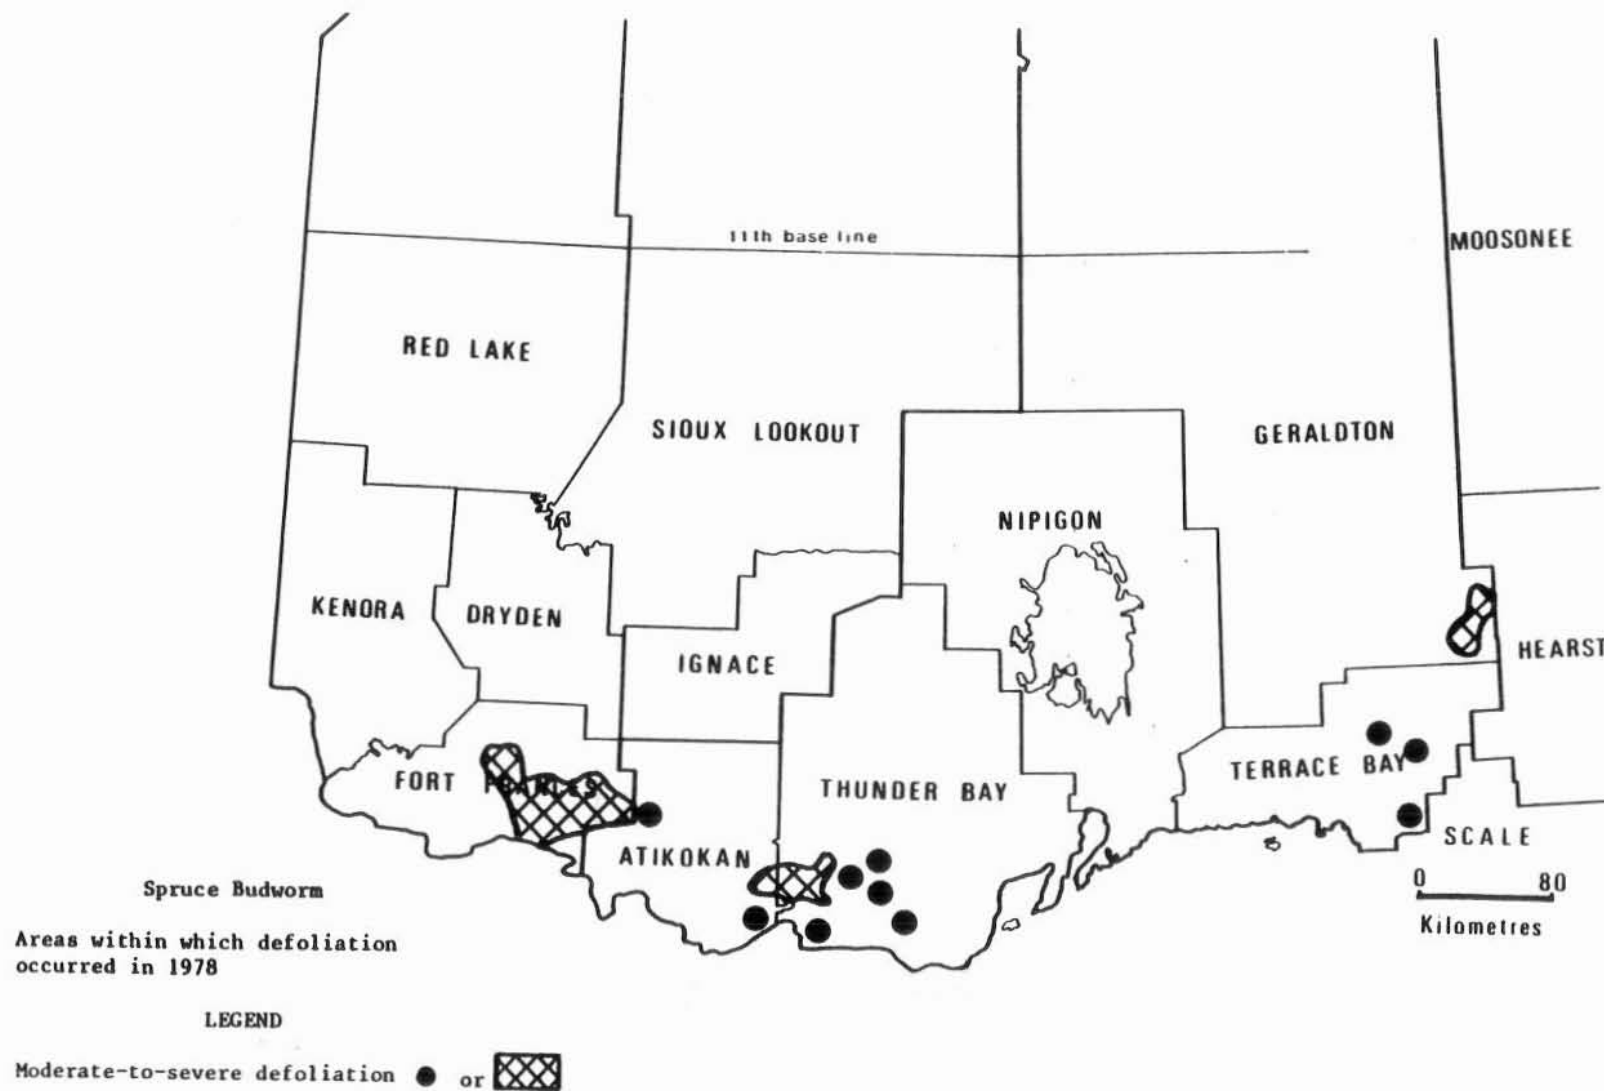 11th base line
MOOSONEE
RED LAKE
SIOUX LOOKOUT
GERALDTON
NIPIGON
KENORA
DRYDEN
IGNACE
HEARST
FORT
THUNDER BAY
TERRACE BAY
ATIKOKAN
SCALE
0 80
Kilometres
Spruce Budworm
Areas within which defoliation
occurred in 1978
LEGEND
Moderate-to-severe defoliation or